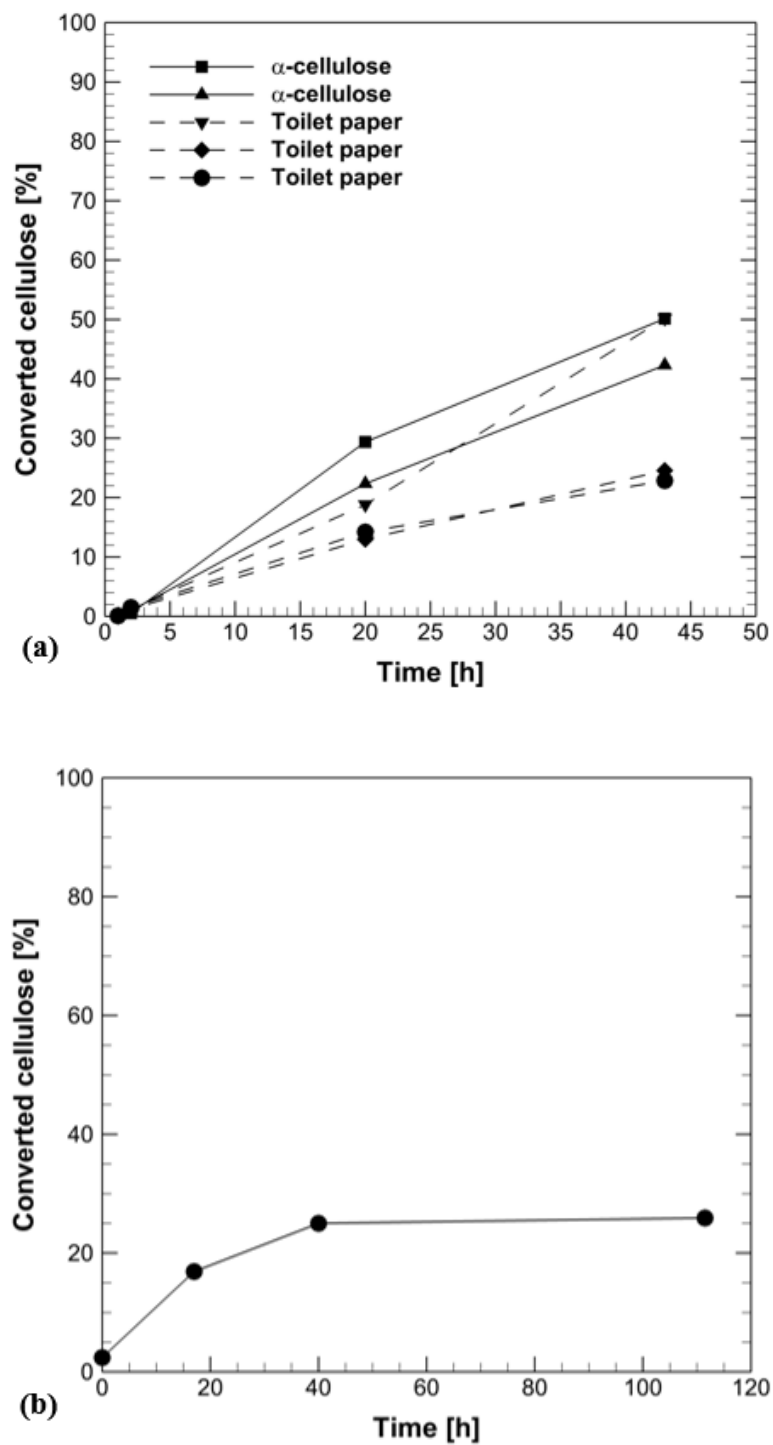 100
90
80
70
60
50
40
30
20
10
0
Converted cellulose [%]
α-cellulose
α-cellulose
Toilet paper
Toilet paper
Toilet paper
0 5 10 15 20 25 30 35 40 45 50
(a)
Time [h]
100
80
60
40
20
0
Converted cellulose [%]
0 20 40 60 80 100 120
(b)
Time [h]